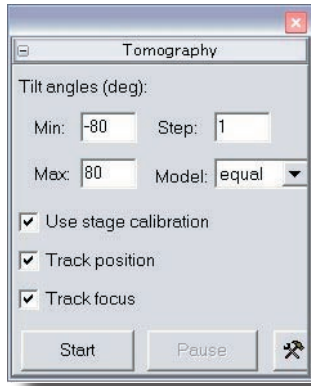 Tomography
Tilt angles (deg):
Min: -80 Step: 1
Max: 80 Model: equal
Use stage calibration
Track position
Track focus
Start Pause